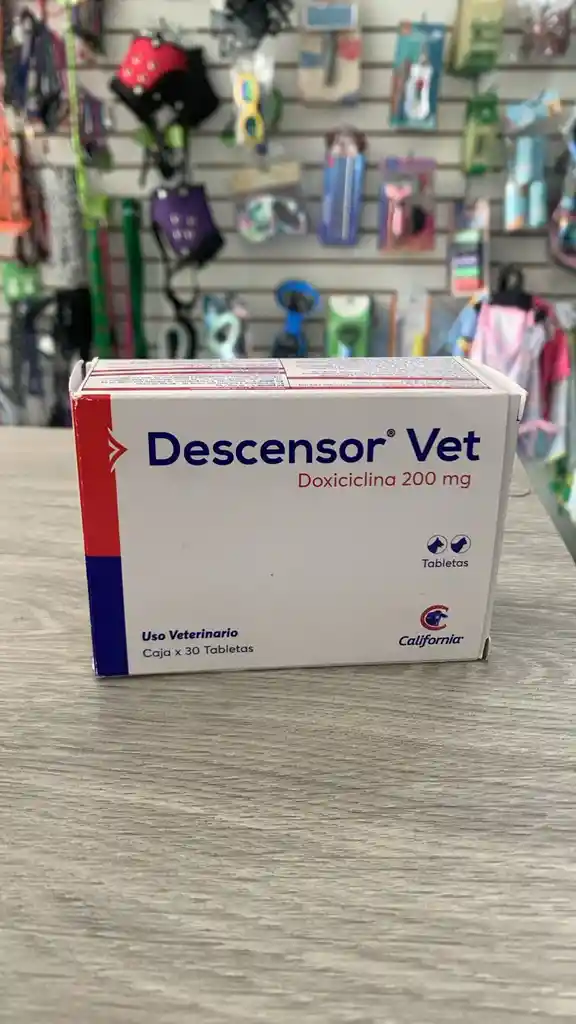 Descensor® Vet
Doxiciclina 200 mg
Tabletas
Uso Veterinario
Caja x 30 Tabletas
California